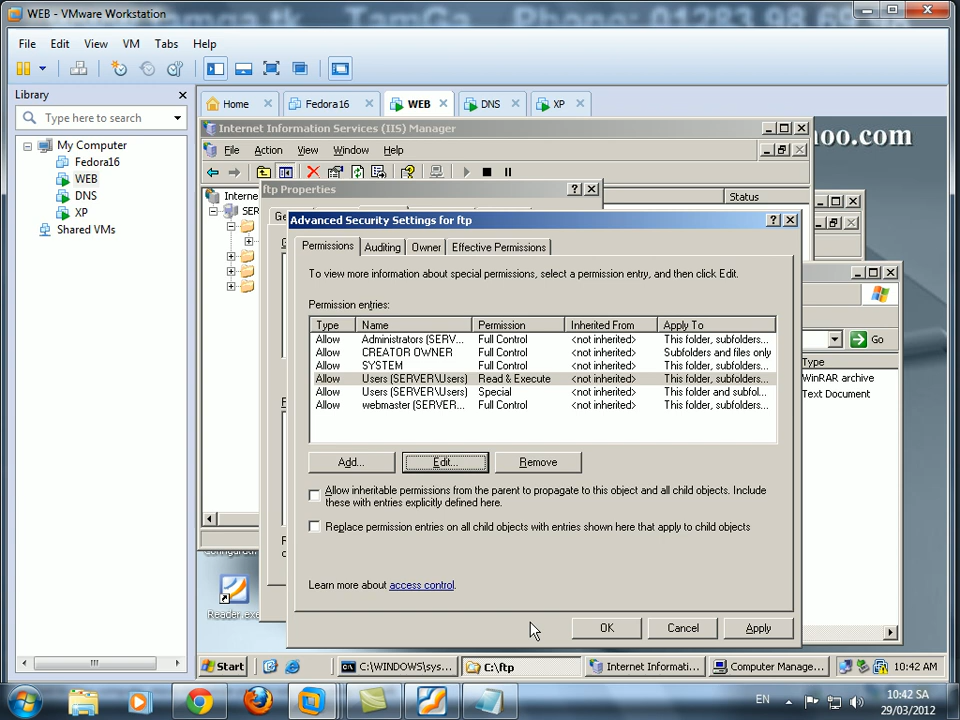 WEB - VMware Workstation
TamGa Phone: 01283 98 69
File Edit View VM Tabs Help
Library
Type here to search
My Computer
Fedora16
WEB
DNS
XP
Shared VMs
Home
Fedora16
WEB
DNS
XP
hoo.com
Internet Information Services (IIS) Manager
File Action View Window Help
Status
ftp Properties
Advanced Security Settings for ftp
Permissions Auditing Owner Effective Permissions
To view more information about special permissions, select a permission entry, and then click Edit.
Permission entries:
Type Name Permission Inherited From Apply To
Allow Administrators (SERV... Full Control <not inherited> This folder, subfolders...
Allow CREATOR OWNER Full Control <not inherited> Subfolders and files only
Allow SYSTEM Full Control <not inherited> This folder, subfolders...
Allow Users (SERVER\Users) Read & Execute <not inherited> This folder, subfolders...
Allow Users (SERVER\Users) Special <not inherited> This folder and subfol...
Allow webmaster (SERVER... Full Control <not inherited> This folder, subfolders...
Add... Edit... Remove
Allow inheritable permissions from the parent to propagate to this object and all child objects. Include
these with entries explicitly defined here.
Replace permission entries on all child objects with entries shown here that apply to child objects
Learn more about access control.
OK Cancel Apply
Go
Type
WinRAR archive
Text Document
Reader.exe
Start
C:\WINDOWS\sys...
C:\ftp
Internet Informati...
Computer Manage...
10:42 AM
EN
10:42 SA
29/03/2012